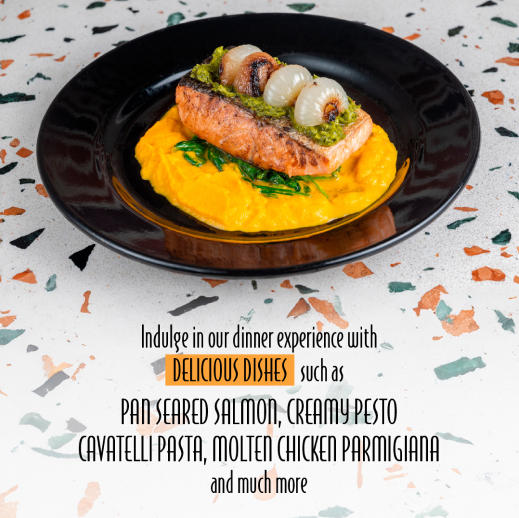 Indulge in our dinner experience with
DELICIOUS DISHES such as
PAN SEARED SALMON, CREAMY PESTO
CAVATELLI PASTA, MOLTEN CHICKEN PARMIGIANA
and much more